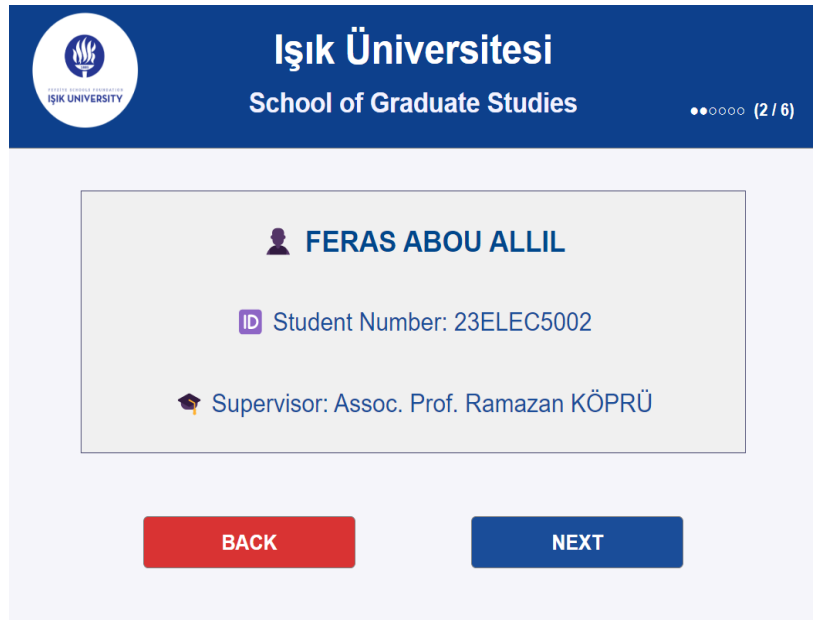 Işık Üniversitesi
School of Graduate Studies
(2 / 6)
IŞIK UNIVERSITY
FERAS ABOU ALLIL
ID Student Number: 23ELEC5002
Supervisor: Assoc. Prof. Ramazan KÖPRÜ
BACK
NEXT